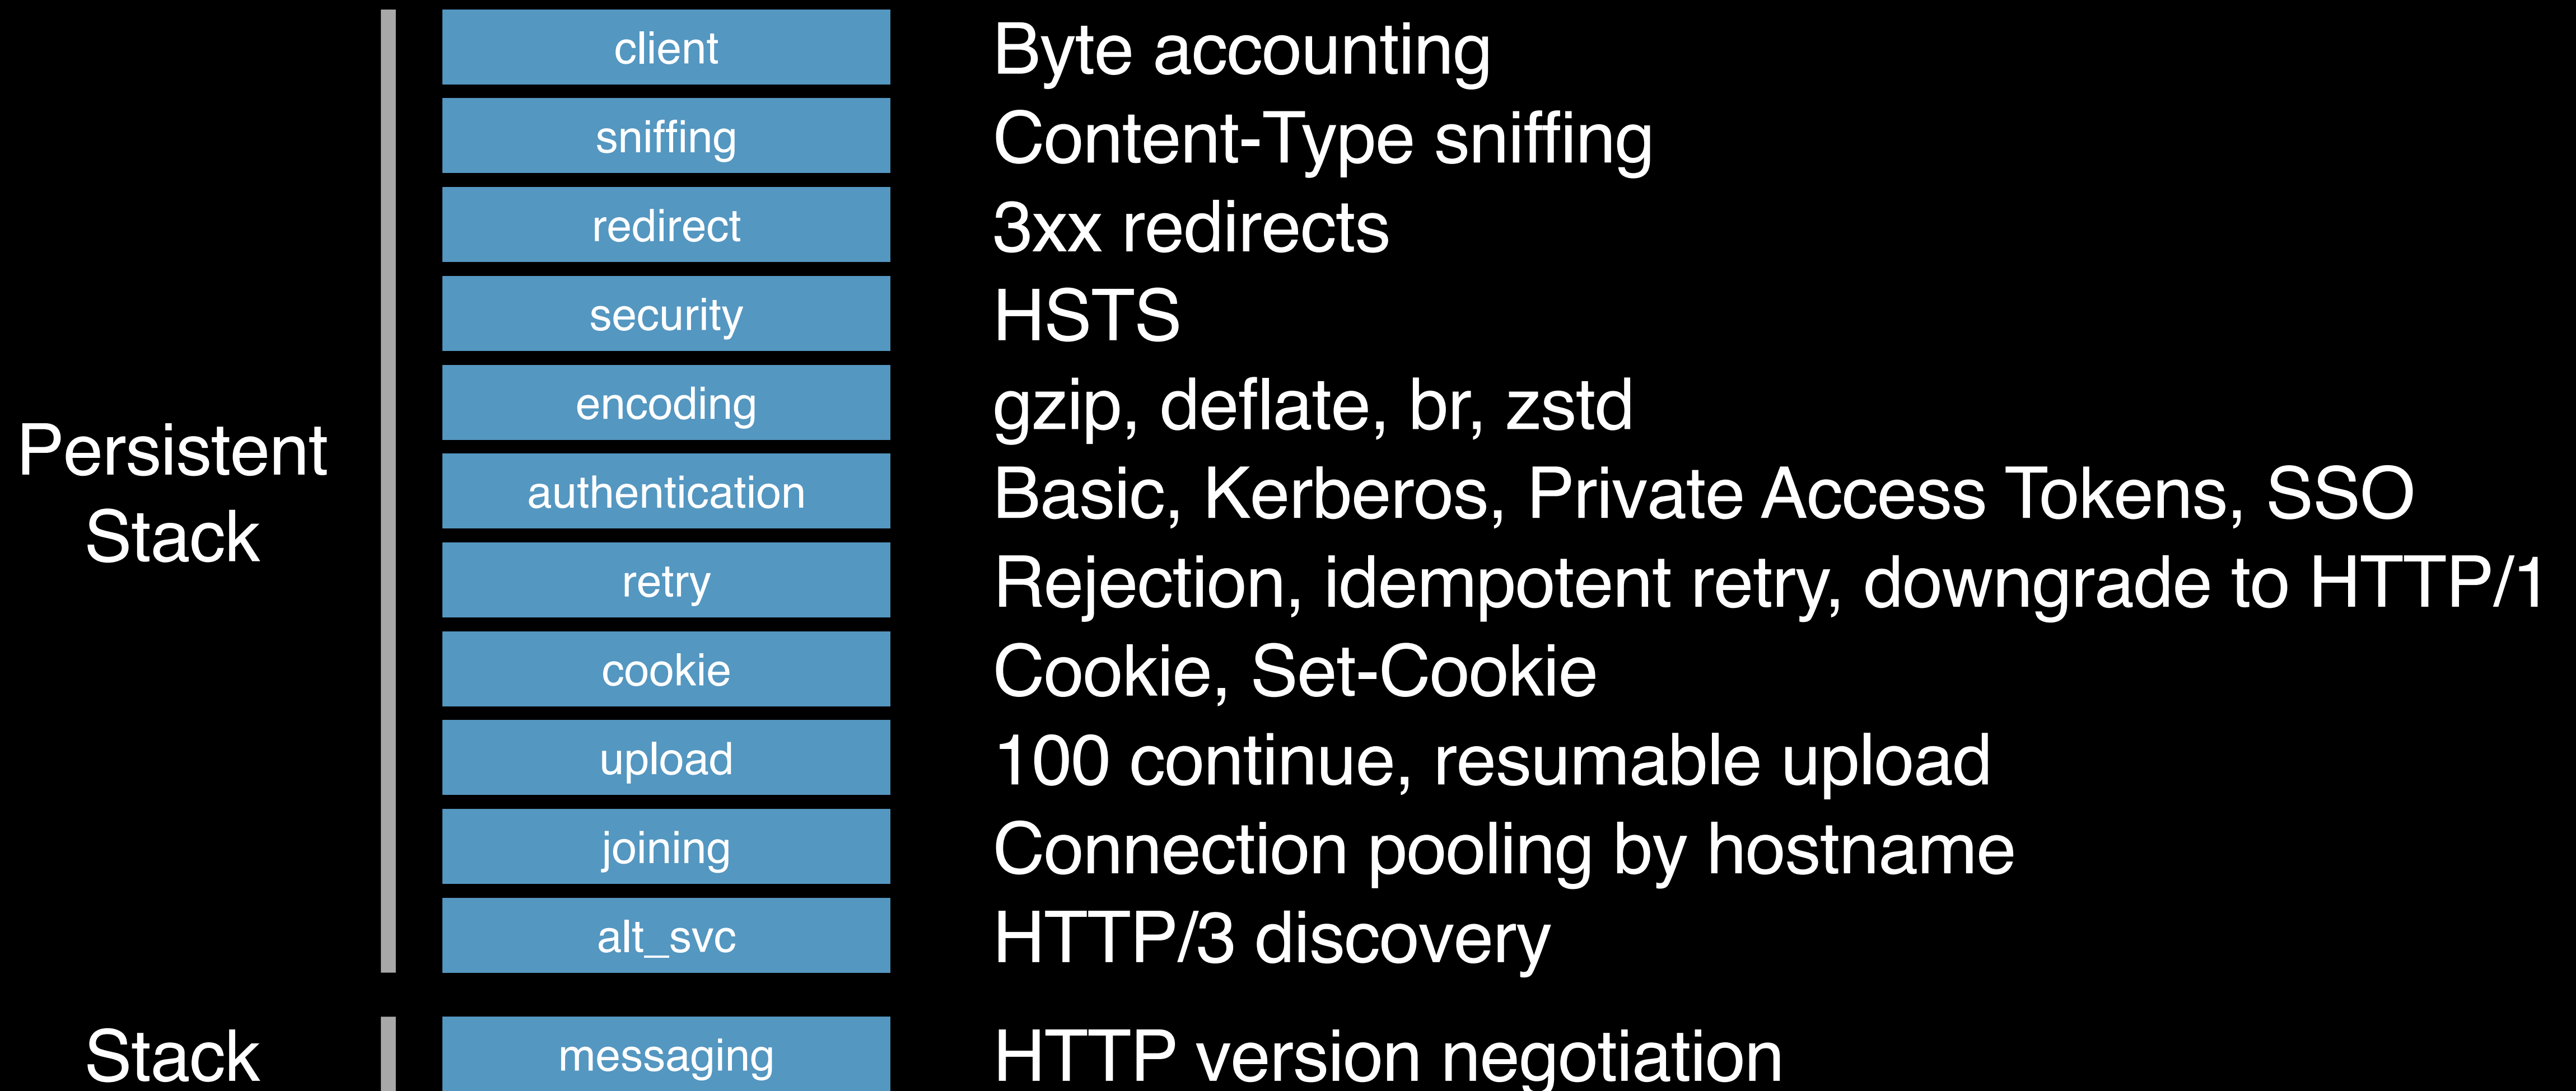 client Byte accounting
sniffing Content-Type sniffing
redirect 3xx redirects
security HSTS
encoding gzip, deflate, br, zstd
Persistent
Stack
authentication Basic, Kerberos, Private Access Tokens, SSO
retry Rejection, idempotent retry, downgrade to HTTP/1
cookie Cookie, Set-Cookie
upload 100 continue, resumable upload
joining Connection pooling by hostname
alt_svc HTTP/3 discovery
Stack messaging HTTP version negotiation